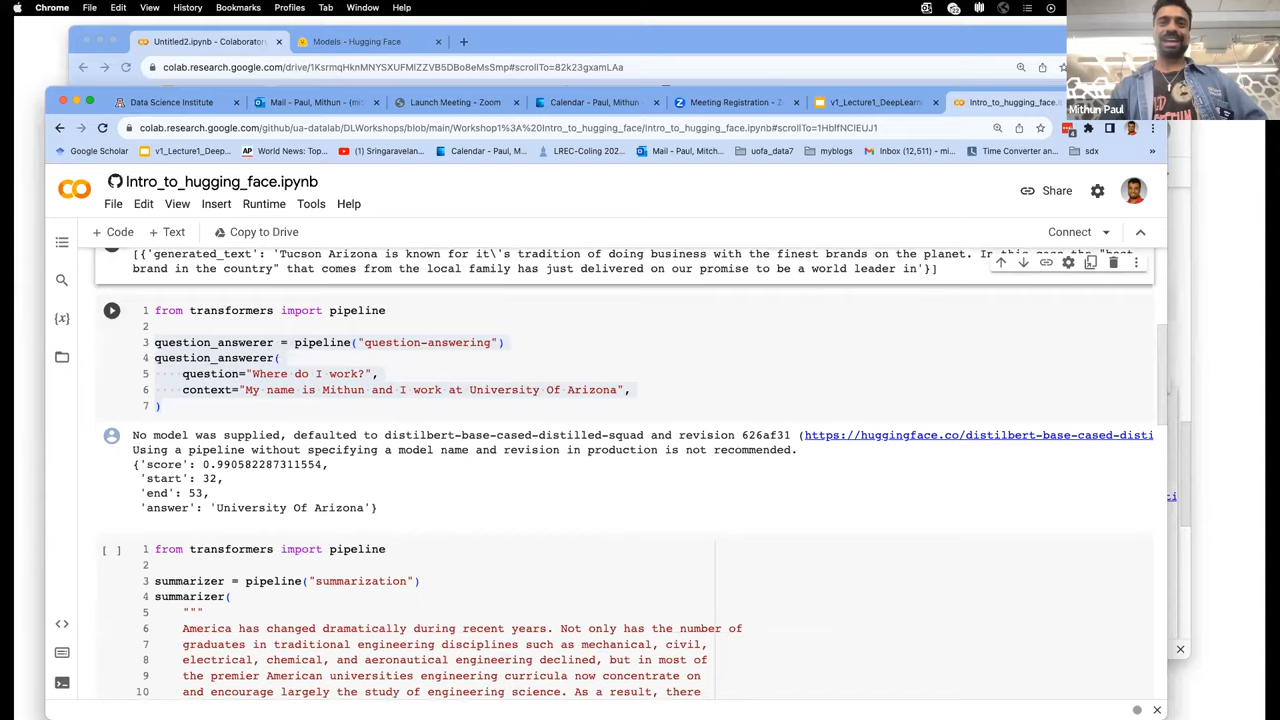 Chrome File Edit View History Bookmarks Profiles Tab Window Help
Untitled2.ipynb - Colaboratory
Models - Hugging Face
colab.research.google.com/drive/1KsrmqHknMYYSXUFMIZZVB5DBu
23gxamLAa
Data Science Institute
Mail - Paul, Mithun - (mi
Launch Meeting - Zoom
Calendar - Paul, Mithun -
Meeting Registration - Z
v1_Lecture1_DeepLearn
Intro_to_hugging_face.ip
Mithun Paul
colab.research.google.com/github/ua-datalab/DLWorkshops/blob/main/Workshop1%3A%20Intro_to_hugging_face/Intro_to_hugging_face.ipynb#scrollTo=1HbIfNCIEUJ1
Google Scholar v1_Lecture1_Deep... World News: Top... (1) Sarvelan... Calendar - Paul,... LREC-Coling 202... Mail - Paul, Mitch... uofa_data7 myblogs Inbox (12,511) - mi... Time Converter an... sdx »
Intro_to_hugging_face.ipynb
Share
File Edit View Insert Runtime Tools Help
+ Code + Text Copy to Drive Connect
[{'generated_text': 'Tucson Arizona is known for it\'s tradition of doing business with the finest brands on the planet. In this case the "best
brand in the country" that comes from the local family has just delivered on our promise to be a world leader in'}]
1 from transformers import pipeline
2
3 question_answerer = pipeline("question-answering")
4 question_answerer(
5 question="Where do I work?",
6 context="My name is Mithun and I work at University Of Arizona",
7 )
No model was supplied, defaulted to distilbert-base-cased-distilled-squad and revision 626af31 (https://huggingface.co/distilbert-base-cased-disti
Using a pipeline without specifying a model name and revision in production is not recommended.
{'score': 0.990582287311554,
'start': 32,
'end': 53,
'answer': 'University Of Arizona'}
[ ] 1 from transformers import pipeline
2
3 summarizer = pipeline("summarization")
4 summarizer(
5 """
6 America has changed dramatically during recent years. Not only has the number of
7 graduates in traditional engineering disciplines such as mechanical, civil,
8 electrical, chemical, and aeronautical engineering declined, but in most of
9 the premier American universities engineering curricula now concentrate on
10 and encourage largely the study of engineering science. As a result, there